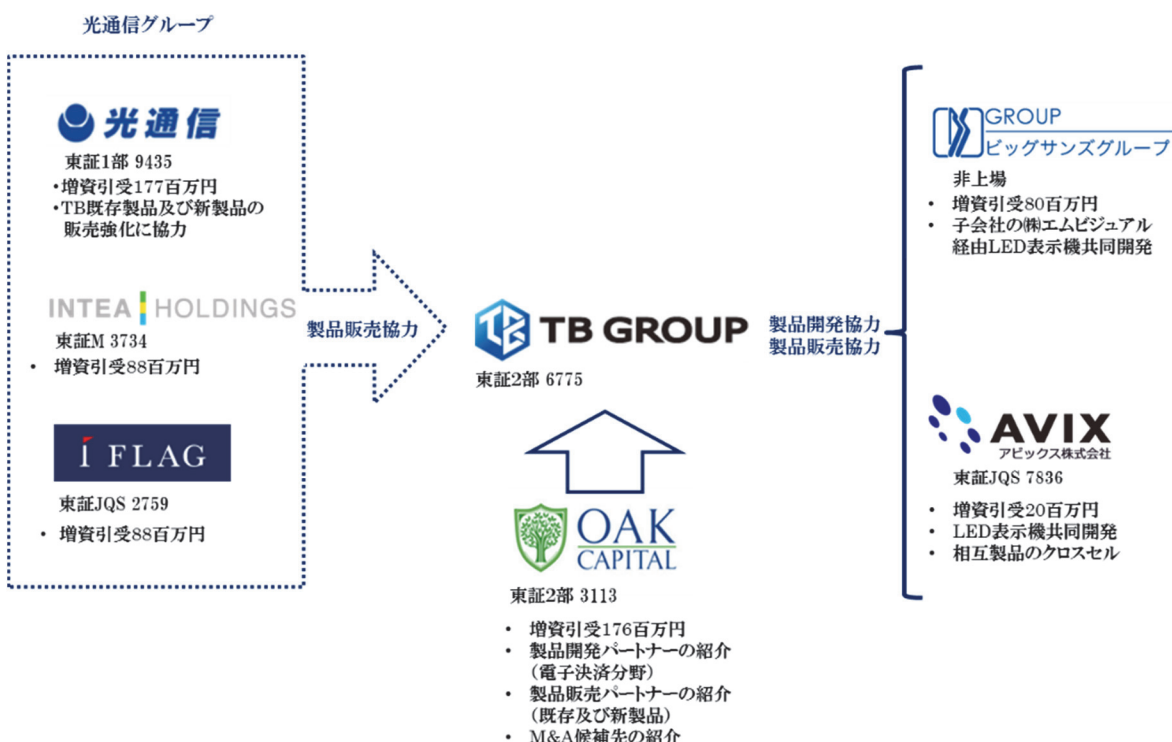 光通信グループ
光通信
東証1部 9435
・増資引受177百万円
・TB既存製品及び新製品の
販売強化に協力
INTEA HOLDINGS
東証M 3734
・ 増資引受88百万円
I FLAG
東証JQS 2759
・ 増資引受88百万円
製品販売協力
TB GROUP
東証2部 6775
OAK
CAPITAL
東証2部 3113
・ 増資引受176百万円
・ 製品開発パートナーの紹介
(電子決済分野)
・ 製品販売パートナーの紹介
(既存及び新製品)
・ M&A候補先の紹介
製品開発協力
製品販売協力
GROUP
ビッグサンズグループ
非上場
・ 増資引受80百万円
・ 子会社の㈱エムビジュアル
経由LED表示機共同開発
AVIX
アビックス株式会社
東証JQS 7836
・ 増資引受20百万円
・ LED表示機共同開発
・ 相互製品のクロスセル